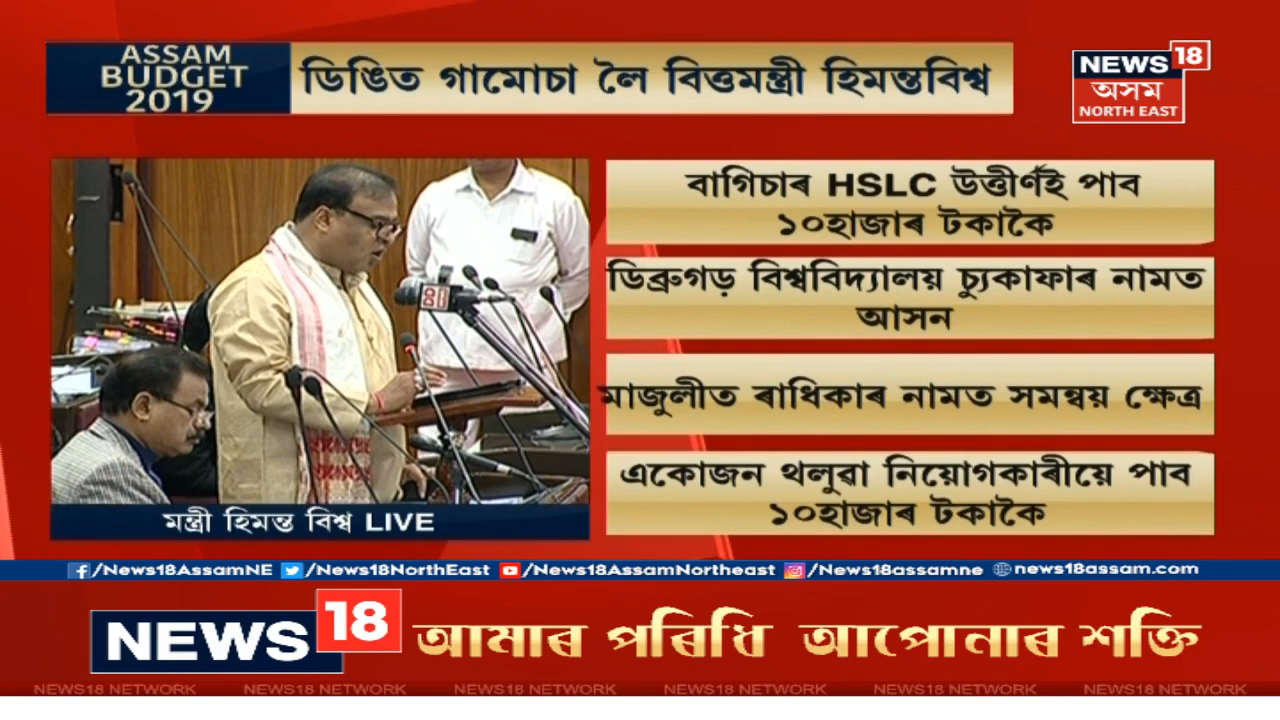 ASSAM
BUDGET
2019
ডিঙিত গামোচা লৈ বিত্তমন্ত্ৰী হিমন্তবিশ্ব
NEWS 18
অসম
NORTH EAST
বাগিচাৰ HSLC উত্তীৰ্ণই পাব
১০হাজাৰ টকাকৈ
ডিব্ৰুগড় বিশ্ববিদ্যালয় চ্যুকাফাৰ নামত
আসন
মাজুলীত ৰাধিকাৰ নামত সমন্বয় ক্ষেত্ৰ
একোজন থলুৱা নিয়োগকাৰীয়ে পাব
১০হাজাৰ টকাকৈ
মন্ত্ৰী হিমন্ত বিশ্ব LIVE
/News18AssamNE /News18NorthEast /News18AssamNortheast /News18assamne news18assam.com
NEWS 18 আমাৰ পৰিধি আপোনাৰ শক্তি
NEWS18 NETWORK NEWS18 NETWORK NEWS18 NETWORK NEWS18 NETWORK NEWS18 NETWORK NEWS18 NETWORK